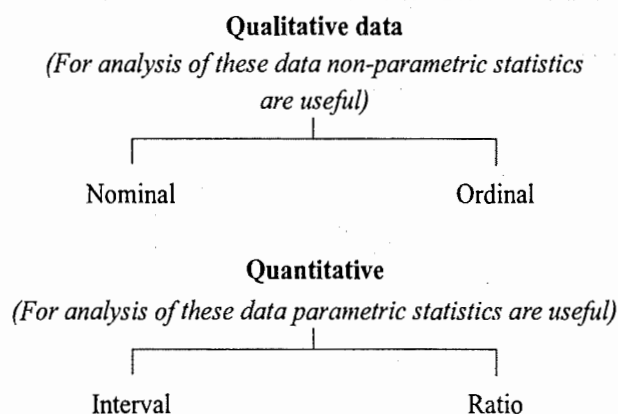 Qualitative data
(For analysis of these data non-parametric statistics
are useful)
Nominal Ordinal
Quantitative
(For analysis of these data parametric statistics are useful)
Interval Ratio